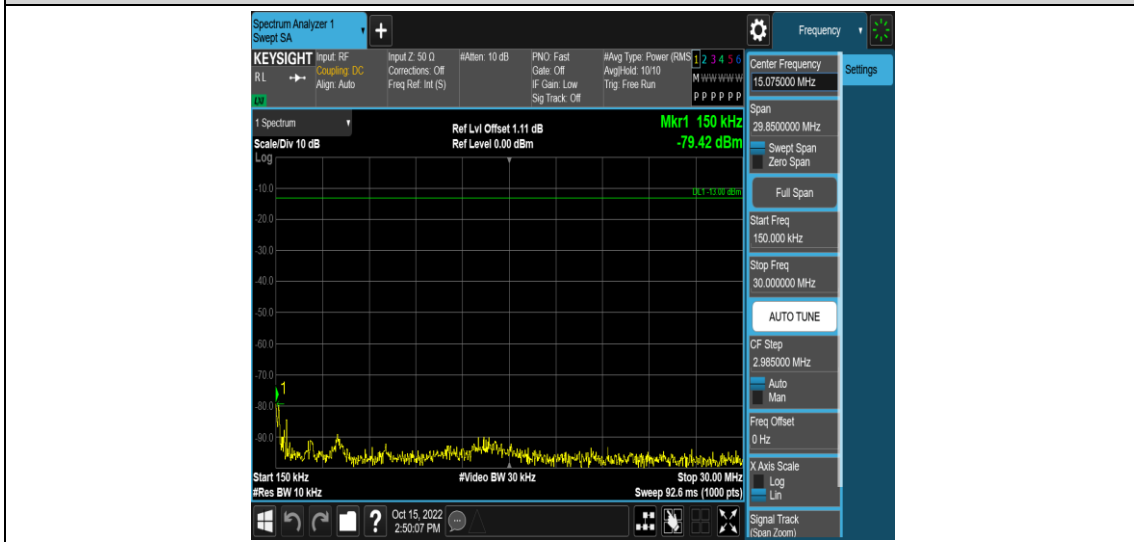 Spectrum Analyzer 1
Swept SA
Frequency
KEYSIGHT
RL
Input: RF
Coupling: DC
Align: Auto
Input Z: 50 Ω
Corrections: Off
Freq Ref: Int (S)
#Atten: 10 dB
PNO: Fast
Gate: Off
IF Gain: Low
Sig Track: Off
#Avg Type: Power (RMS
Avg|Hold: 10/10
Trig: Free Run
1 2 3 4 5 6
M W W W W W
P P P P P P
1 Spectrum
Scale/Div 10 dB
Log
Ref Lvl Offset 1.11 dB
Ref Level 0.00 dBm
Mkr1 150 kHz
-79.42 dBm
DL1 -13.00 dBm
-10.0
-20.0
-30.0
-40.0
-50.0
-60.0
-70.0
1
-80.0
-90.0
Start 150 kHz
#Video BW 30 kHz
Stop 30.00 MHz
#Res BW 10 kHz
Sweep 92.6 ms (1000 pts)
?
Oct 15, 2022
2:50:07 PM
Center Frequency
15.075000 MHz
Settings
Span
29.8500000 MHz
Swept Span
Zero Span
Full Span
Start Freq
150.000 kHz
Stop Freq
30.000000 MHz
AUTO TUNE
CF Step
2.985000 MHz
Auto
Man
Freq Offset
0 Hz
X Axis Scale
Log
Lin
Signal Track
(Span Zoom)